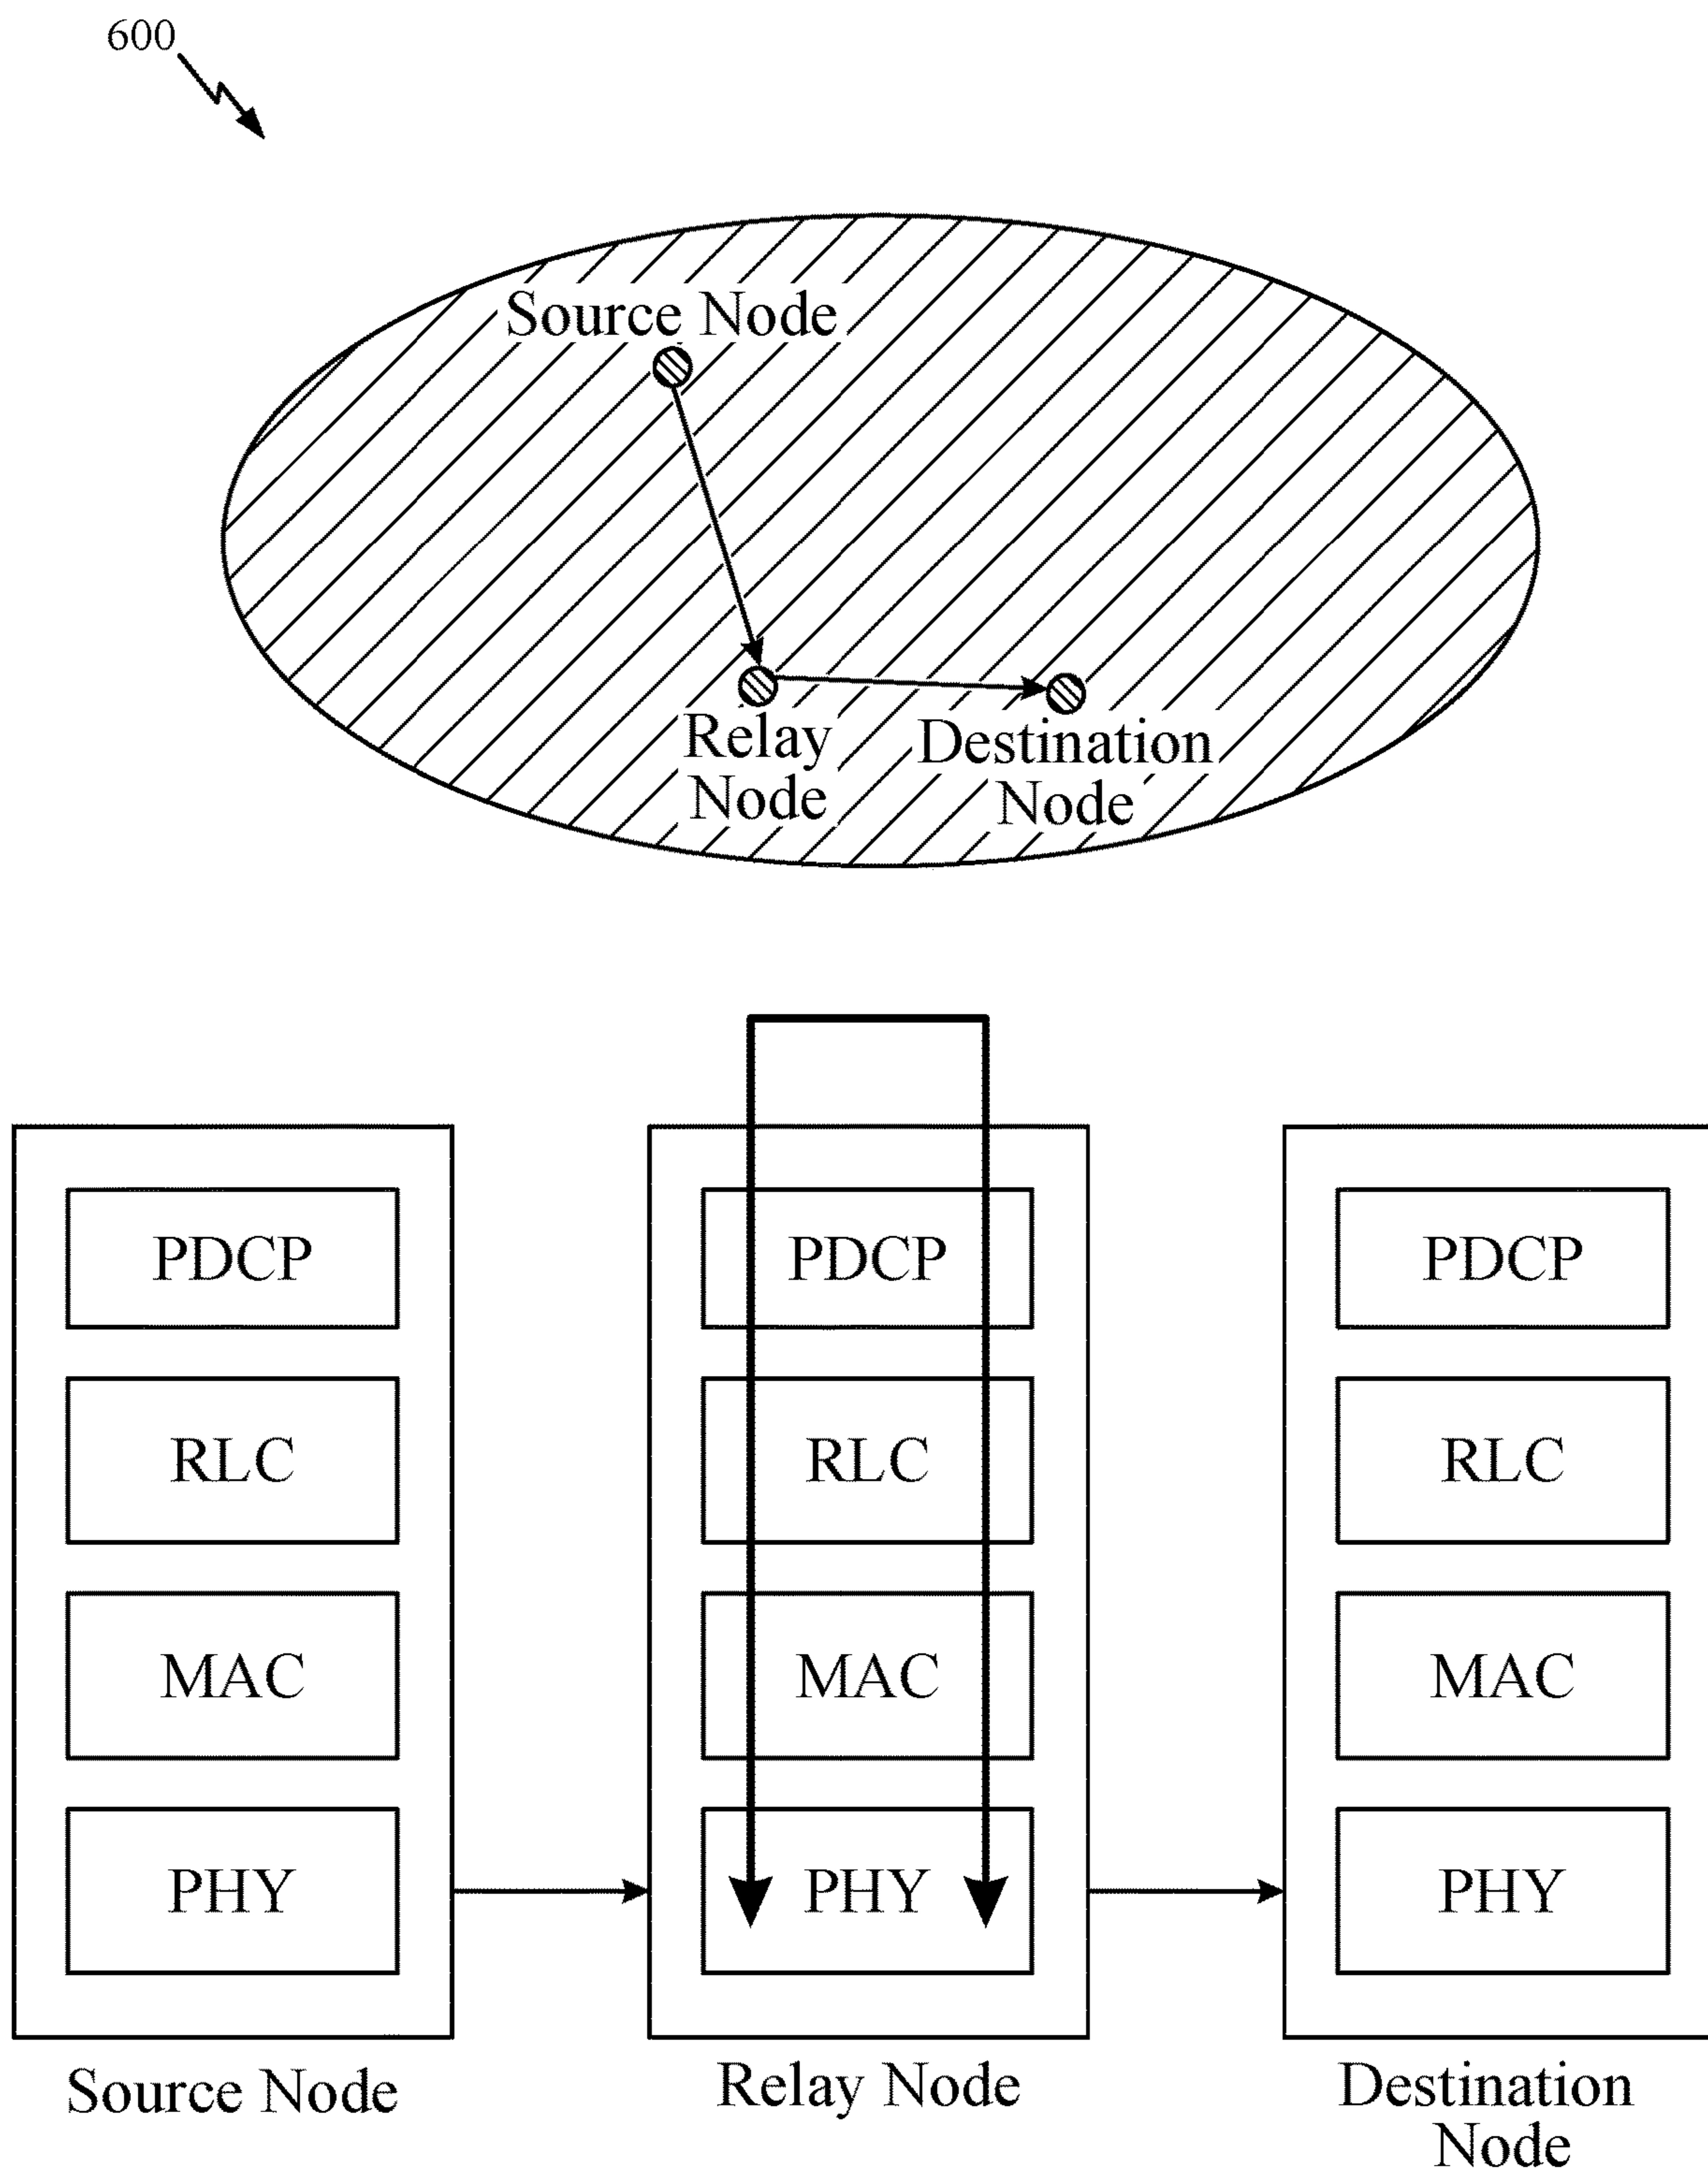 600
Source Node
Relay
Node
Destination
Node
PDCP
RLC
MAC
PHY
Source Node
PDCP
RLC
MAC
PHY
Relay Node
PDCP
RLC
MAC
PHY
Destination
Node